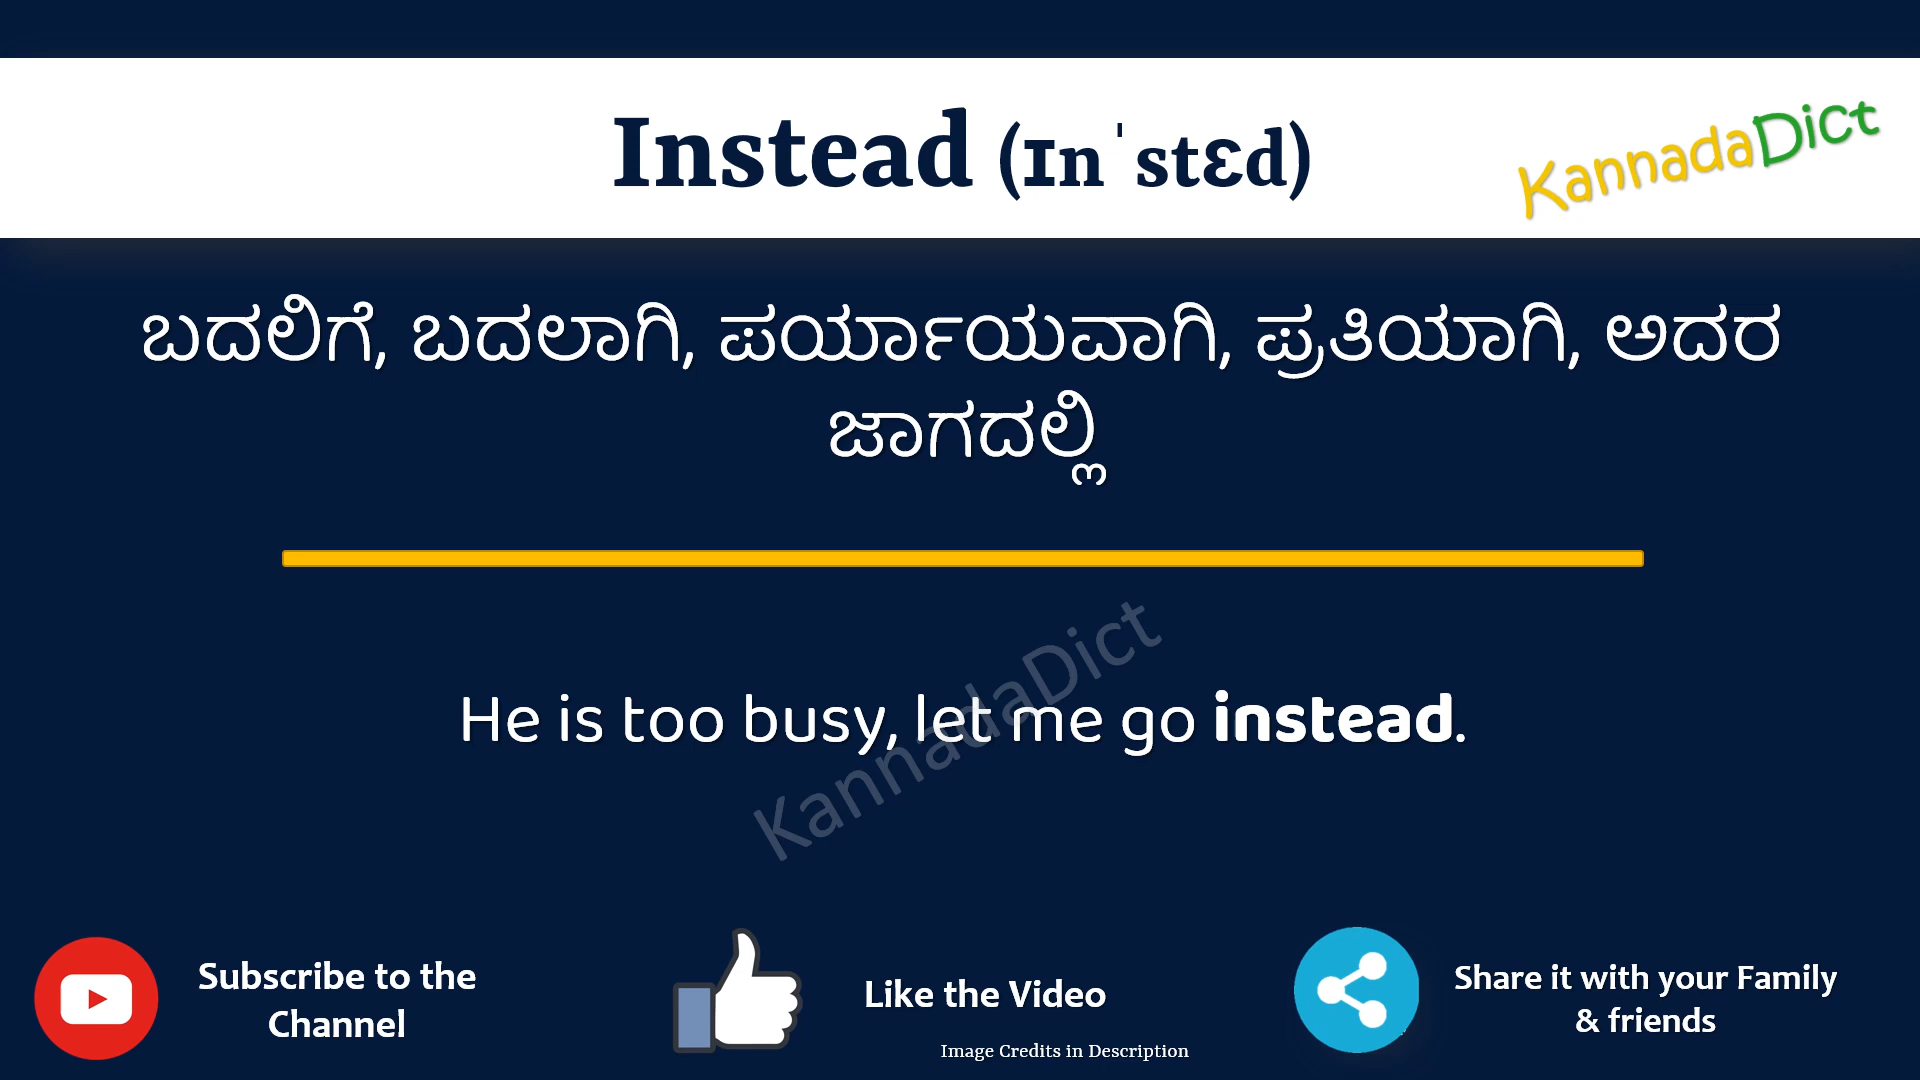 Instead (ɪnˈstɛd)
KannadaDict
ಬದಲಿಗೆ, ಬದಲಾಗಿ, ಪರ್ಯಾಯವಾಗಿ, ಪ್ರತಿಯಾಗಿ, ಅದರ
ಜಾಗದಲ್ಲಿ
He is too busy, let me go instead.
KannadaDict
Subscribe to the
Channel
Like the Video
Share it with your Family
& friends
Image Credits in Description